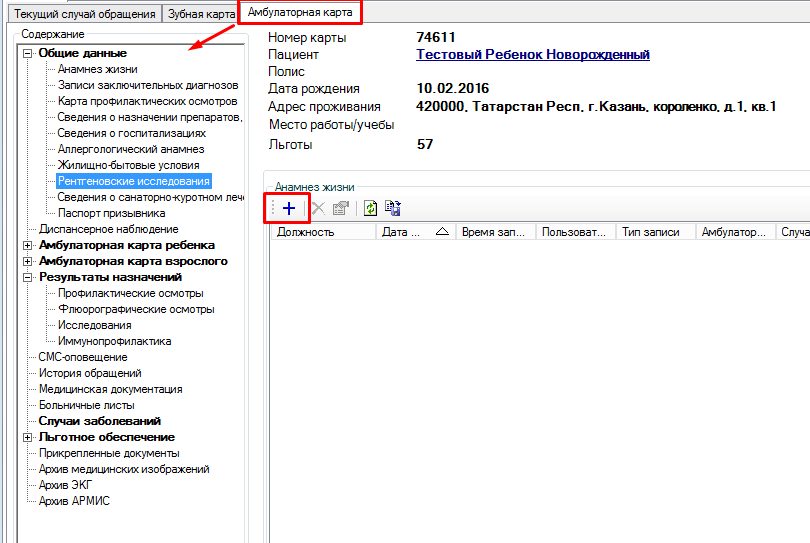 Текущий случай обращения Зубная карта Амбулаторная карта
Содержание
Общие данные
Анамнез жизни
Записи заключительных диагнозов
Карта профилактических осмотров
Сведения о назначении препаратов,
Сведения о госпитализациях
Аллергологический анамнез
Жилищно-бытовые условия
Рентгеновские исследования
Сведения о санаторно-куротном лече
Паспорт призывника
Диспансерное наблюдение
Амбулаторная карта ребенка
Амбулаторная карта взрослого
Результаты назначений
Профилактические осмотры
Флюорографические осмотры
Исследования
Иммунопрофилактика
СМС-оповещение
История обращений
Медицинская документация
Больничные листы
Случаи заболеваний
Льготное обеспечение
Прикрепленные документы
Архив медицинских изображений
Архив ЭКГ
Архив АРМИС
Номер карты 74611
Пациент Тестовый Ребенок Новорожденный
Полис
Дата рождения 10.02.2016
Адрес проживания 420000, Татарстан Респ, г.Казань, короленко, д.1, кв.1
Место работы/учебы
Льготы 57
Анамнез жизни
Должность Дата ... Время зап... Пользоват... Тип записи Амбулатор... Случа